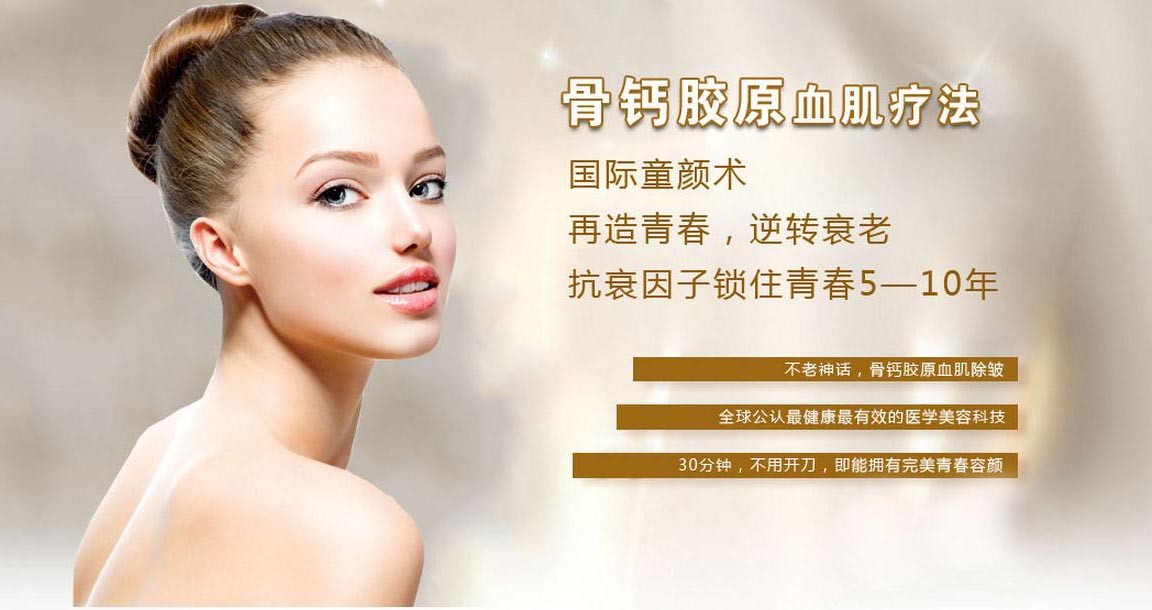 骨钙胶原血肌疗法
国际童颜术
再造青春，逆转衰老
抗衰因子锁住青春5—10年
不老神话，骨钙胶原血肌除皱
全球公认最健康最有效的医学美容科技
30分钟，不用开刀，即能拥有完美青春容颜